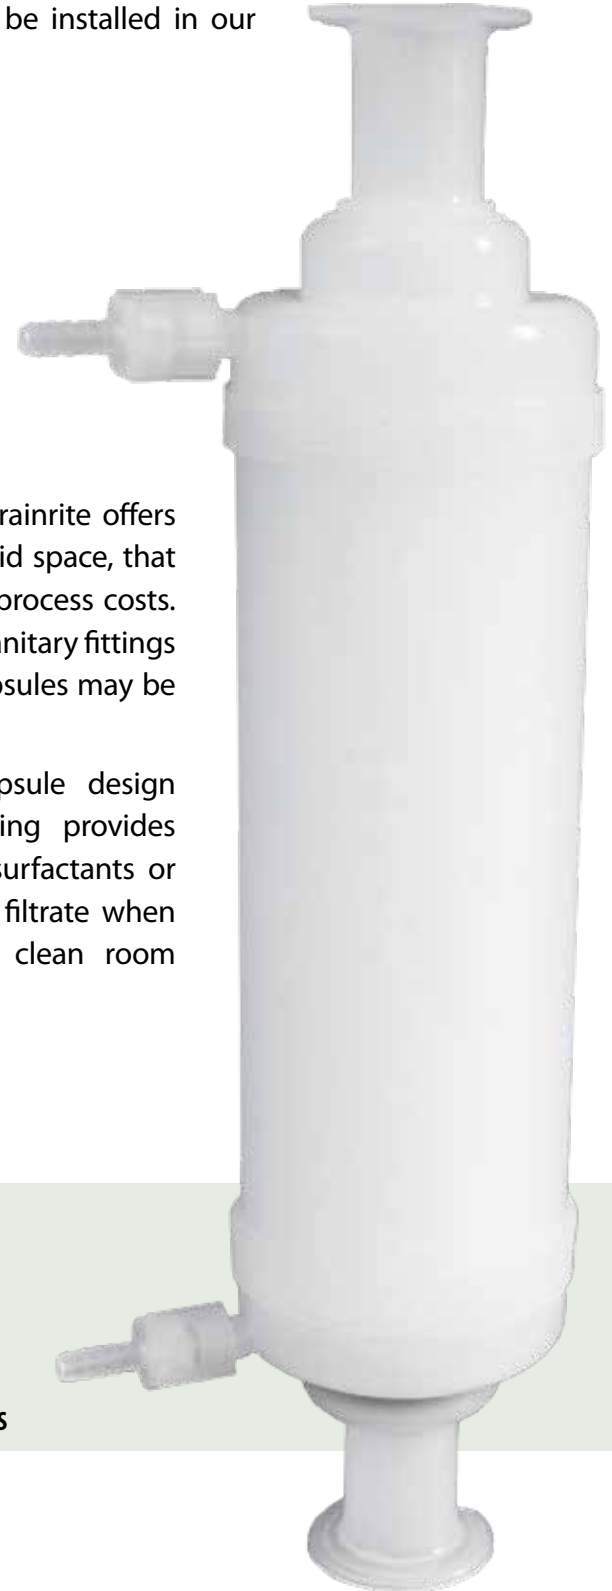 be installed in our
rainrite offers
id space, that
process costs.
anitary fittings
psules may be
psule design
ing provides
surfactants or
filtrate when
clean room
s